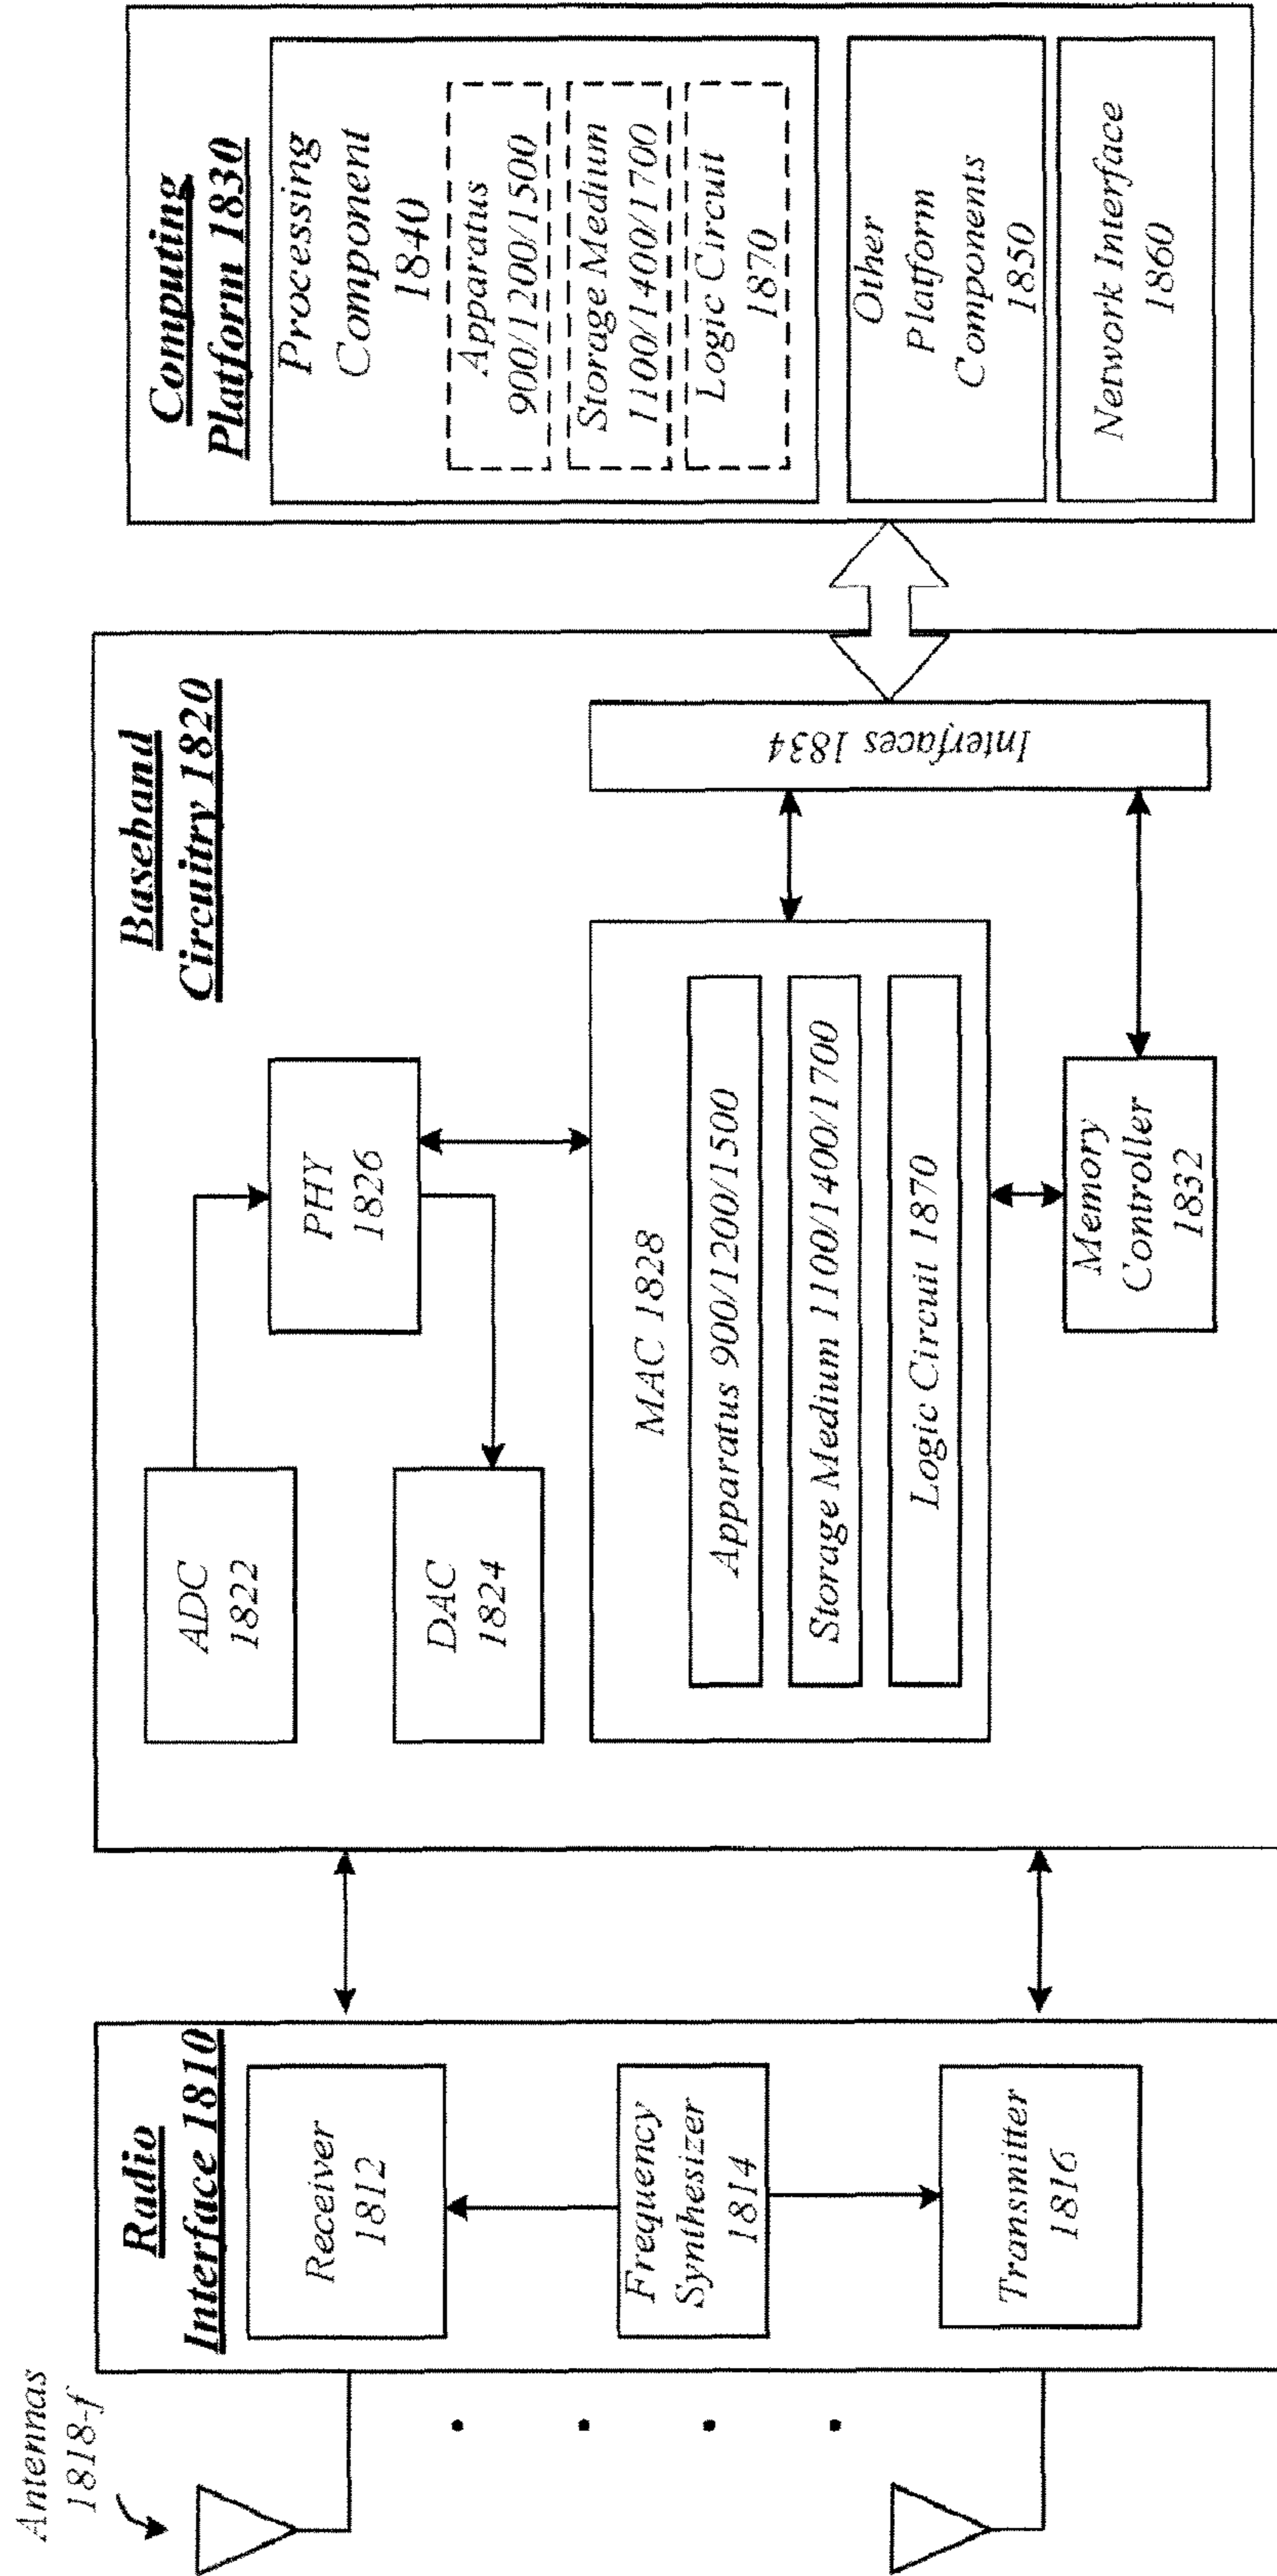 Antennas
1818-f
Radio
Interface 1810
Receiver
1812
Frequency
Synthesizer
1814
Transmitter
1816
Baseband
Circuitry 1820
ADC
1822
DAC
1824
PHY
1826
MAC 1828
Apparatus 900/1200/1500
Storage Medium 1100/1400/1700
Logic Circuit 1870
Memory
Controller
1832
Interfaces 1834
Computing
Platform 1830
Processing
Component
1840
Apparatus
900/1200/1500
Storage Medium
1100/1400/1700
Logic Circuit
1870
Other
Platform
Components
1850
Network Interface
1860